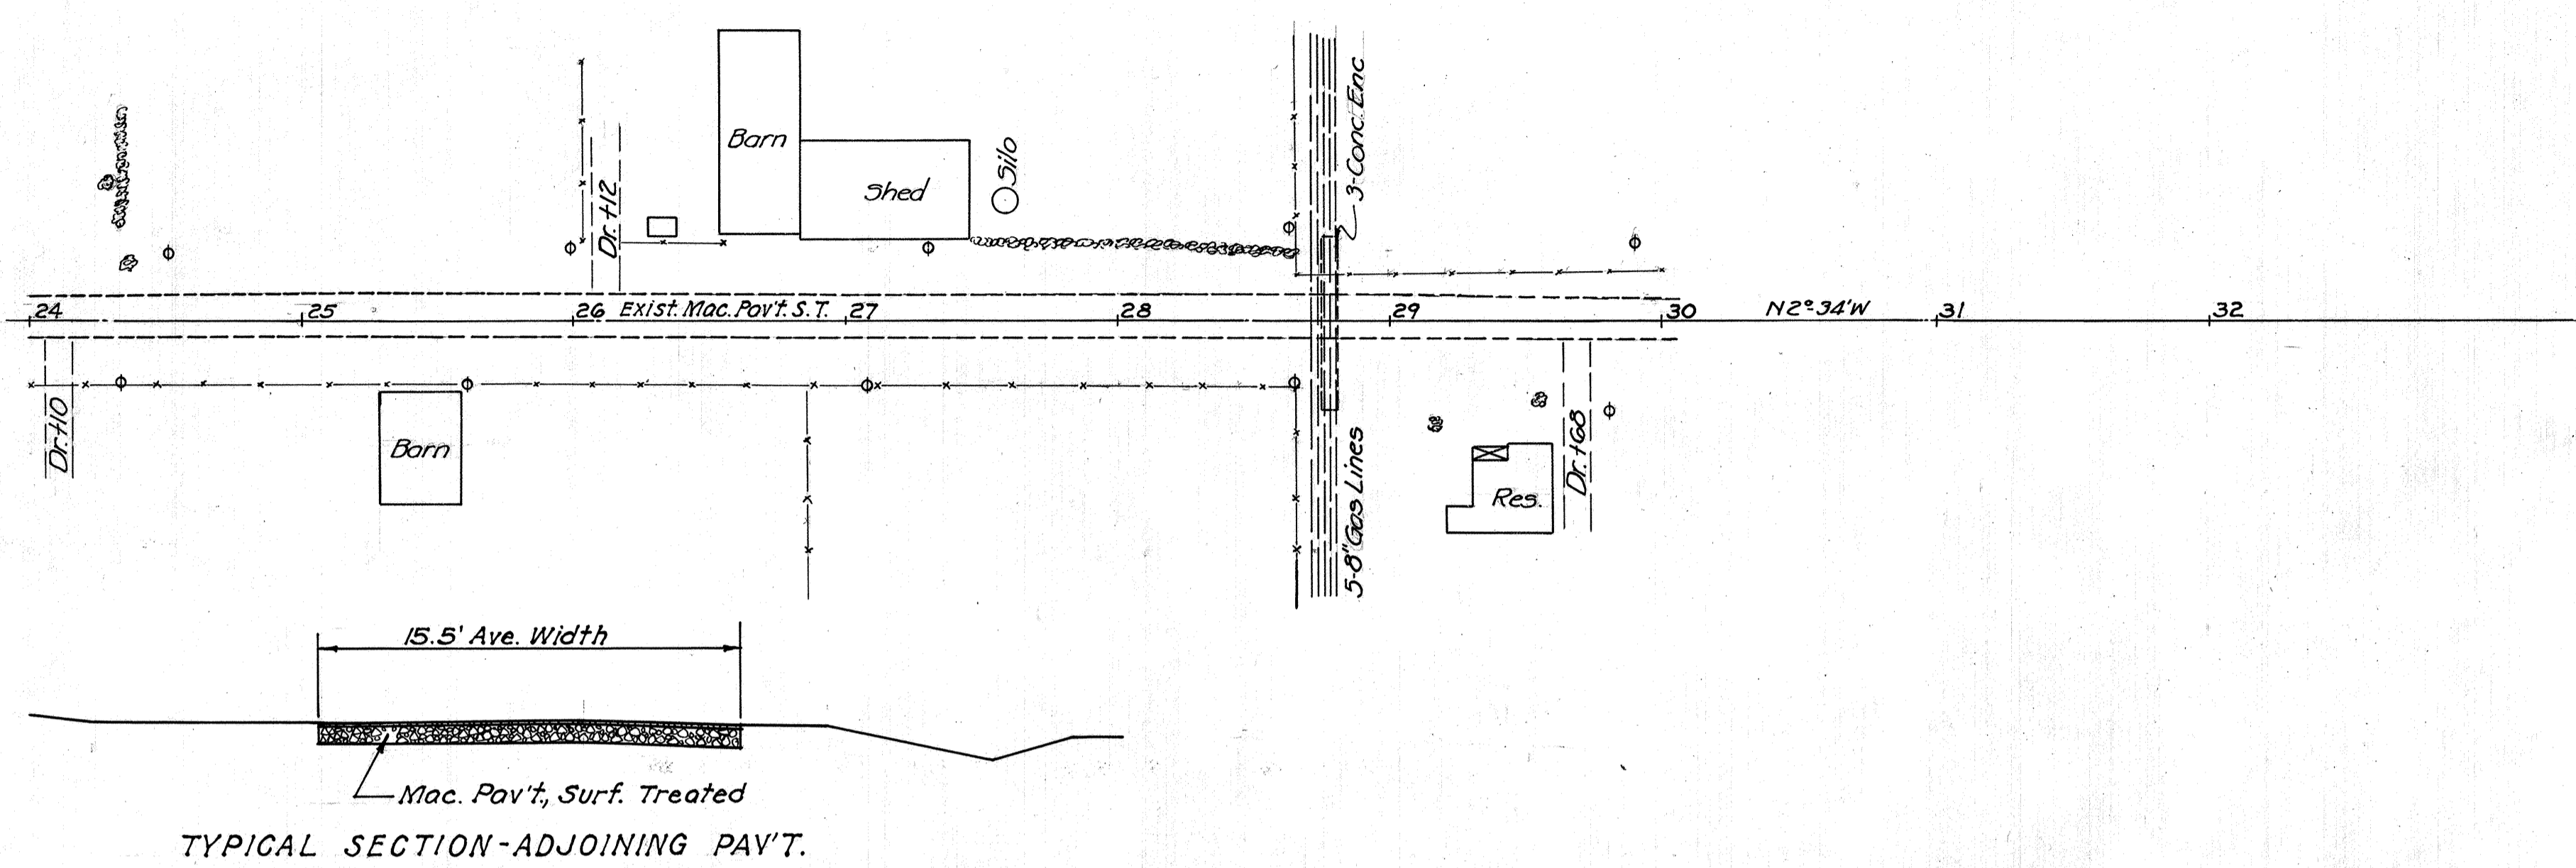 Barn
Shed
Silo
Dr. +12
3-Conc. Enc
24 25 26 Exist. Mac. Pav't. S.T. 27 28 29 30 N2°-34'W 31 32
Dr. +10
Barn
5-8" Gas Lines
Res.
Dr. +68
15.5' Ave. Width
Mac. Pav't., Surf. Treated
TYPICAL SECTION-ADJOINING PAV'T.